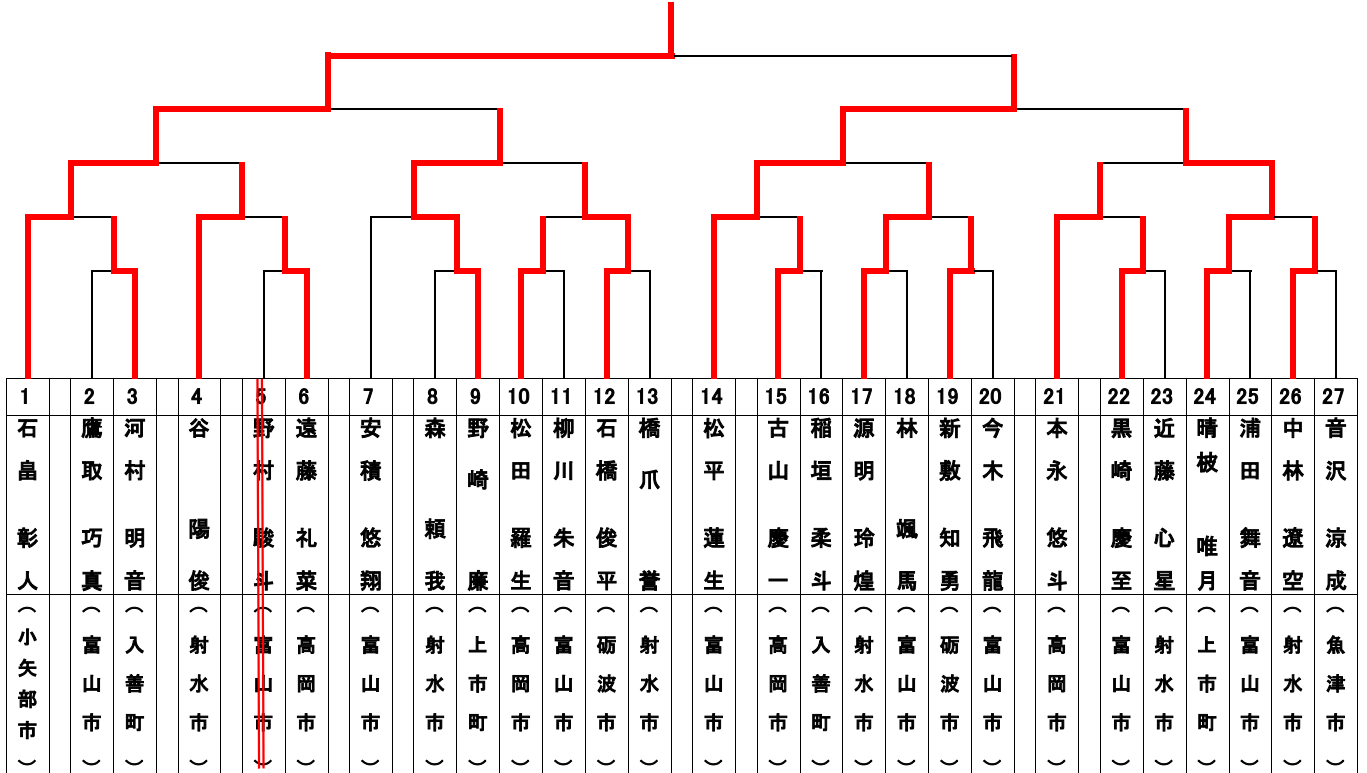 1 石畠 彰人 (小矢部市)
2 鷹取 巧真 (富山市)
3 河村 明音 (入善町)
4 谷 陽俊 (射水市)
5 野村 駿斗 (富山市)
6 遠藤 礼菜 (高岡市)
7 安積 悠翔 (富山市)
8 森 頼我 (射水市)
9 野崎 廉 (上市町)
10 松田 羅生 (高岡市)
11 柳川 朱音 (富山市)
12 石橋 俊平 (砺波市)
13 橋爪 誉 (射水市)
14 松平 蓮生 (富山市)
15 古山 慶一 (高岡市)
16 稲垣 柔斗 (入善町)
17 源明 玲煌 (射水市)
18 林 颯馬 (富山市)
19 新敷 知勇 (砺波市)
20 今木 飛龍 (富山市)
21 本永 悠斗 (高岡市)
22 黒崎 慶至 (富山市)
23 近藤 心星 (射水市)
24 晴柀 唯月 (上市町)
25 浦田 舞音 (富山市)
26 中林 遼空 (射水市)
27 音沢 涼成 (魚津市)